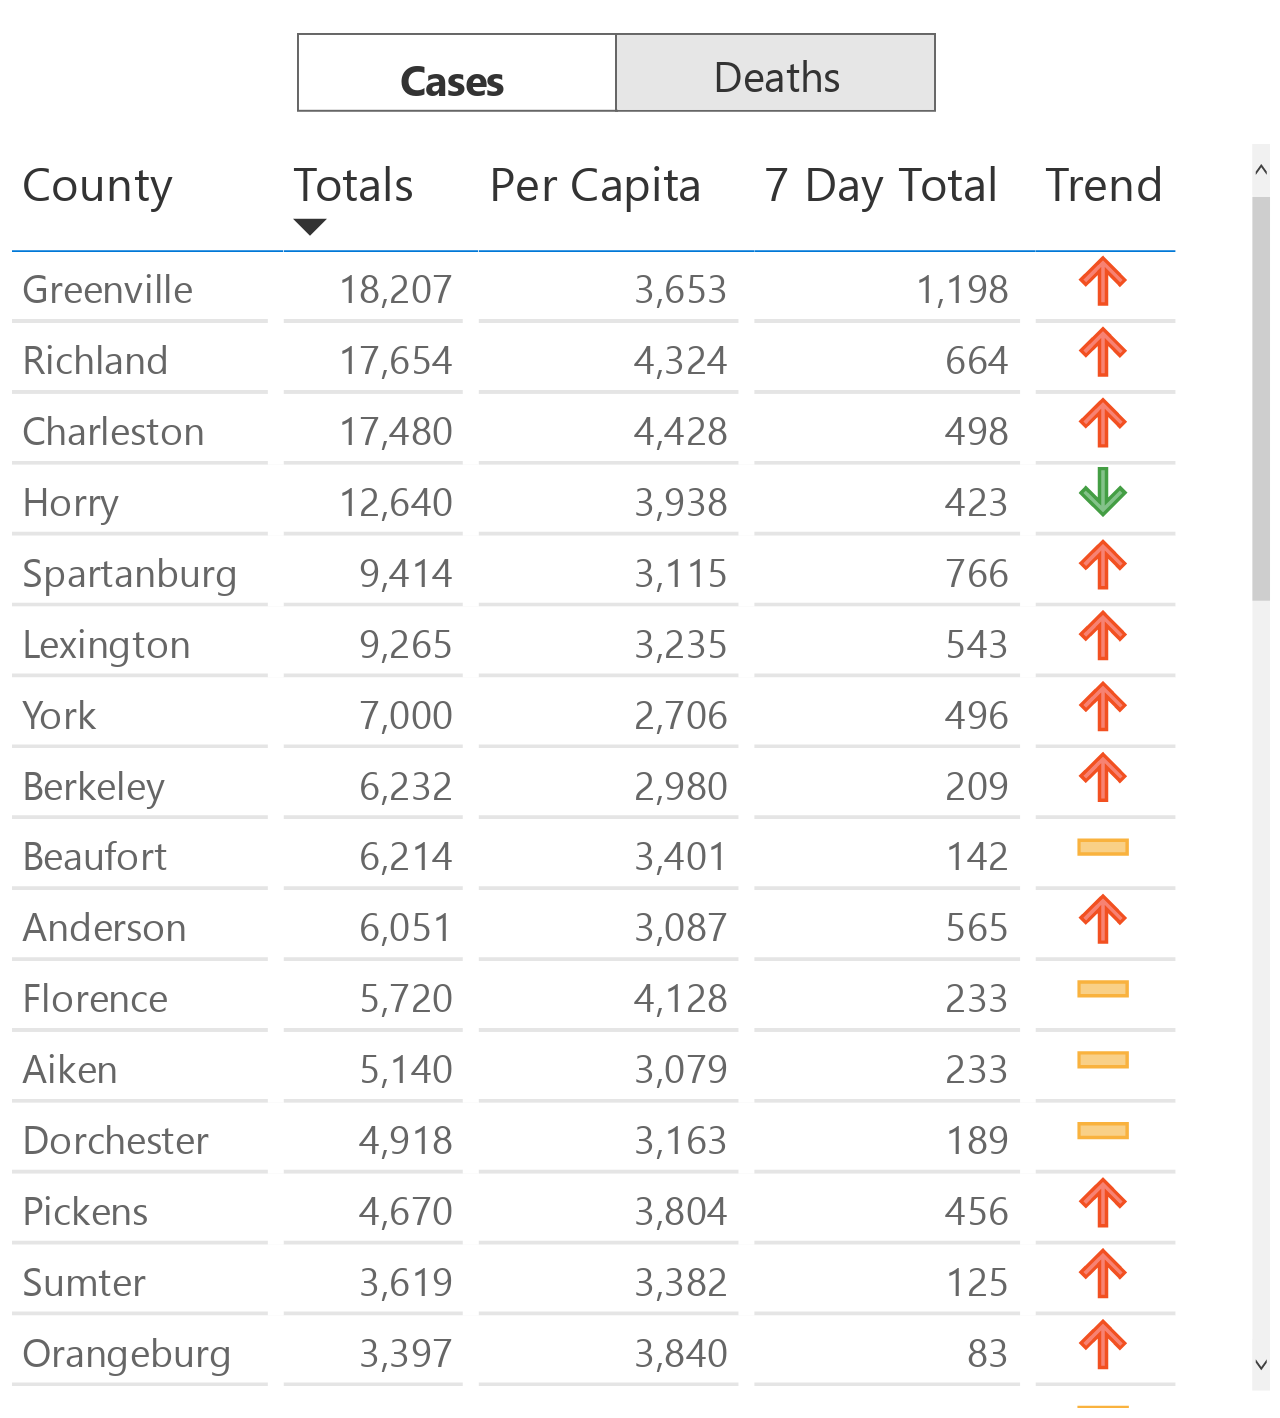 Cases Deaths
County Totals Per Capita 7 Day Total Trend
Greenville 18,207 3,653 1,198
Richland 17,654 4,324 664
Charleston 17,480 4,428 498
Horry 12,640 3,938 423
Spartanburg 9,414 3,115 766
Lexington 9,265 3,235 543
York 7,000 2,706 496
Berkeley 6,232 2,980 209
Beaufort 6,214 3,401 142
Anderson 6,051 3,087 565
Florence 5,720 4,128 233
Aiken 5,140 3,079 233
Dorchester 4,918 3,163 189
Pickens 4,670 3,804 456
Sumter 3,619 3,382 125
Orangeburg 3,397 3,840 83